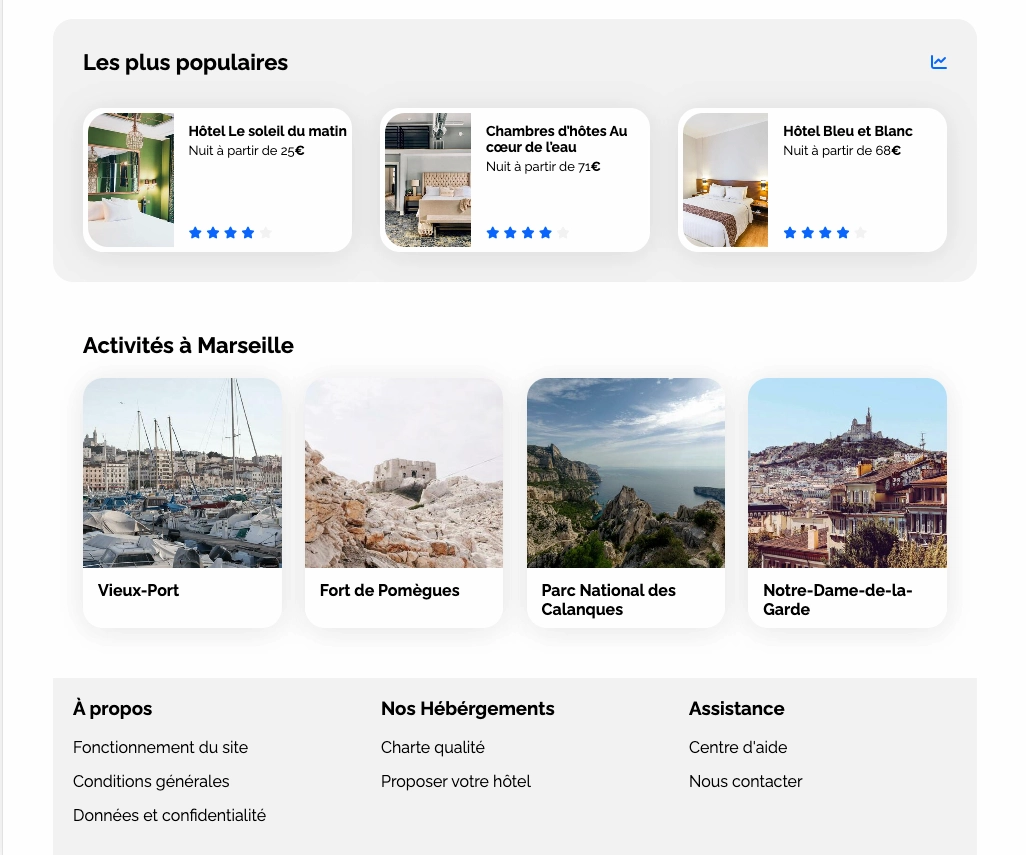 Les plus populaires
Hôtel Le soleil du matin
Nuit à partir de 25€
Chambres d'hôtes Au
cœur de l'eau
Nuit à partir de 71€
Hôtel Bleu et Blanc
Nuit à partir de 68€
Activités à Marseille
Vieux-Port
Fort de Pomègues
Parc National des
Calanques
Notre-Dame-de-la-
Garde
À propos
Fonctionnement du site
Conditions générales
Données et confidentialité
Nos Hébérgements
Charte qualité
Proposer votre hôtel
Assistance
Centre d'aide
Nous contacter